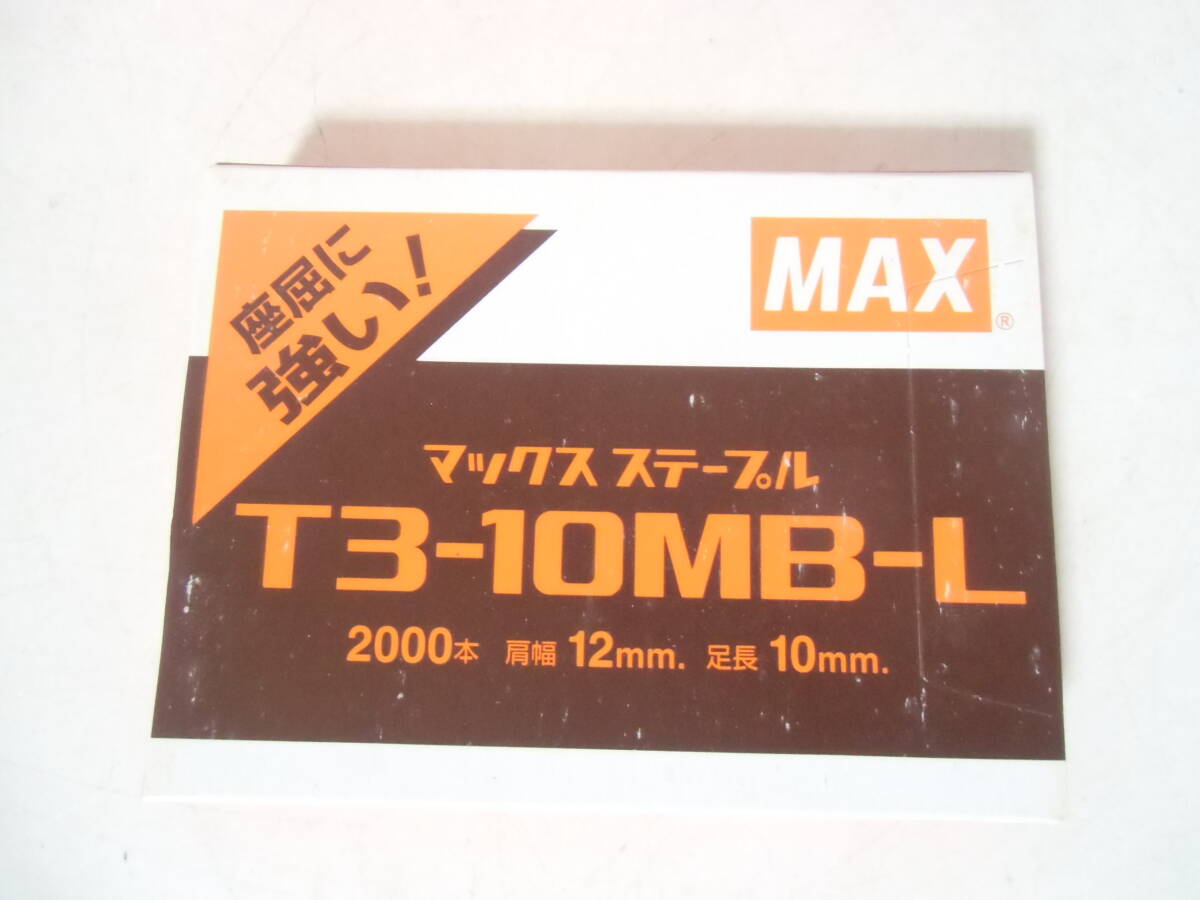 座屈に
強い!
MAX®
マックス ステープル
T3-10MB-L
2000本 肩幅 12mm. 足長 10mm.